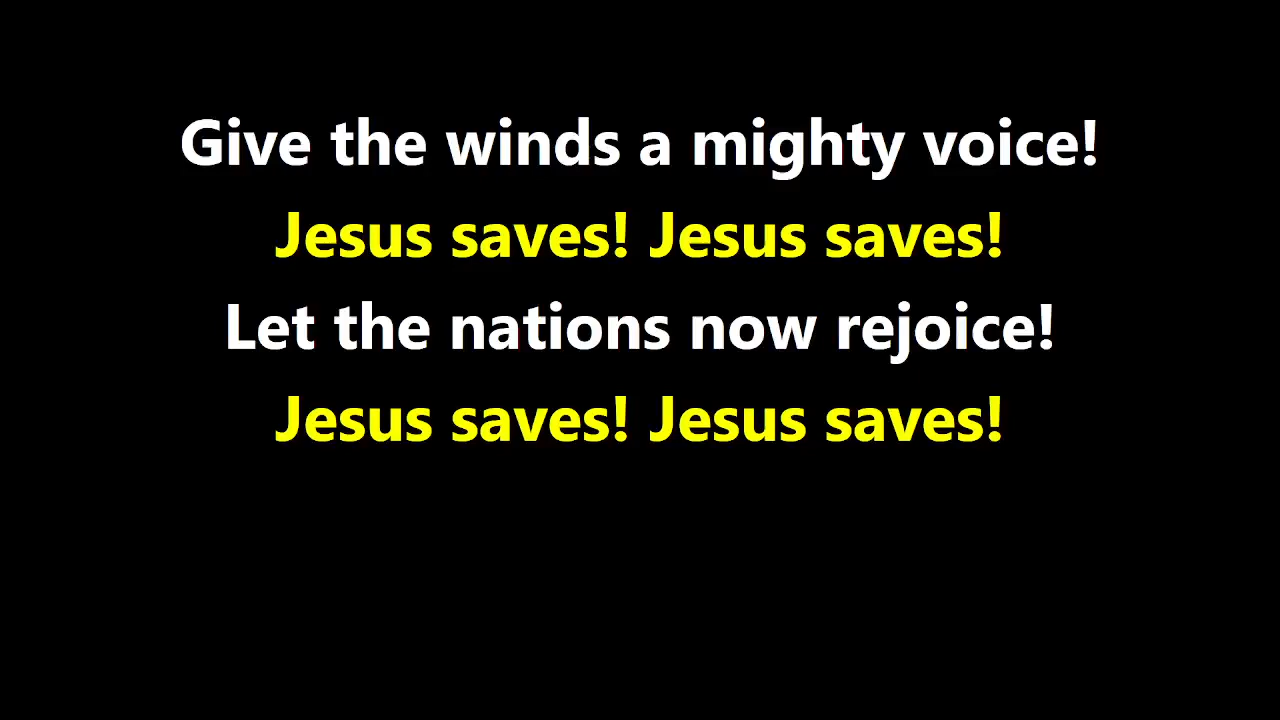 Give the winds a mighty voice!
Jesus saves! Jesus saves!
Let the nations now rejoice!
Jesus saves! Jesus saves!